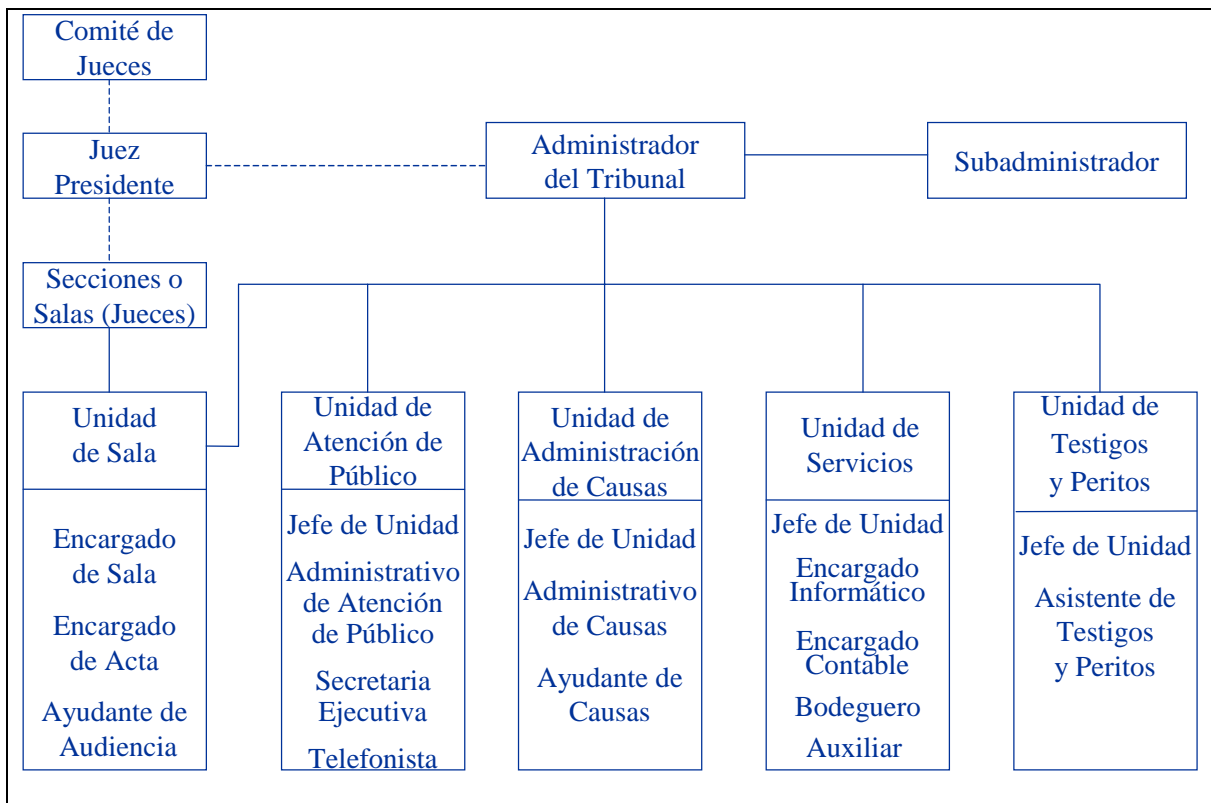 Comité de
Jueces
Juez
Presidente
Administrador
del Tribunal
Subadministrador
Secciones o
Salas (Jueces)
Unidad
de Sala
Encargado
de Sala
Encargado
de Acta
Ayudante de
Audiencia
Unidad de
Atención de
Público
Jefe de Unidad
Administrativo
de Atención
de Público
Secretaria
Ejecutiva
Telefonista
Unidad de
Administración
de Causas
Jefe de Unidad
Administrativo
de Causas
Ayudante de
Causas
Unidad de
Servicios
Jefe de Unidad
Encargado
Informático
Encargado
Contable
Bodeguero
Auxiliar
Unidad de
Testigos
y Peritos
Jefe de Unidad
Asistente de
Testigos
y Peritos